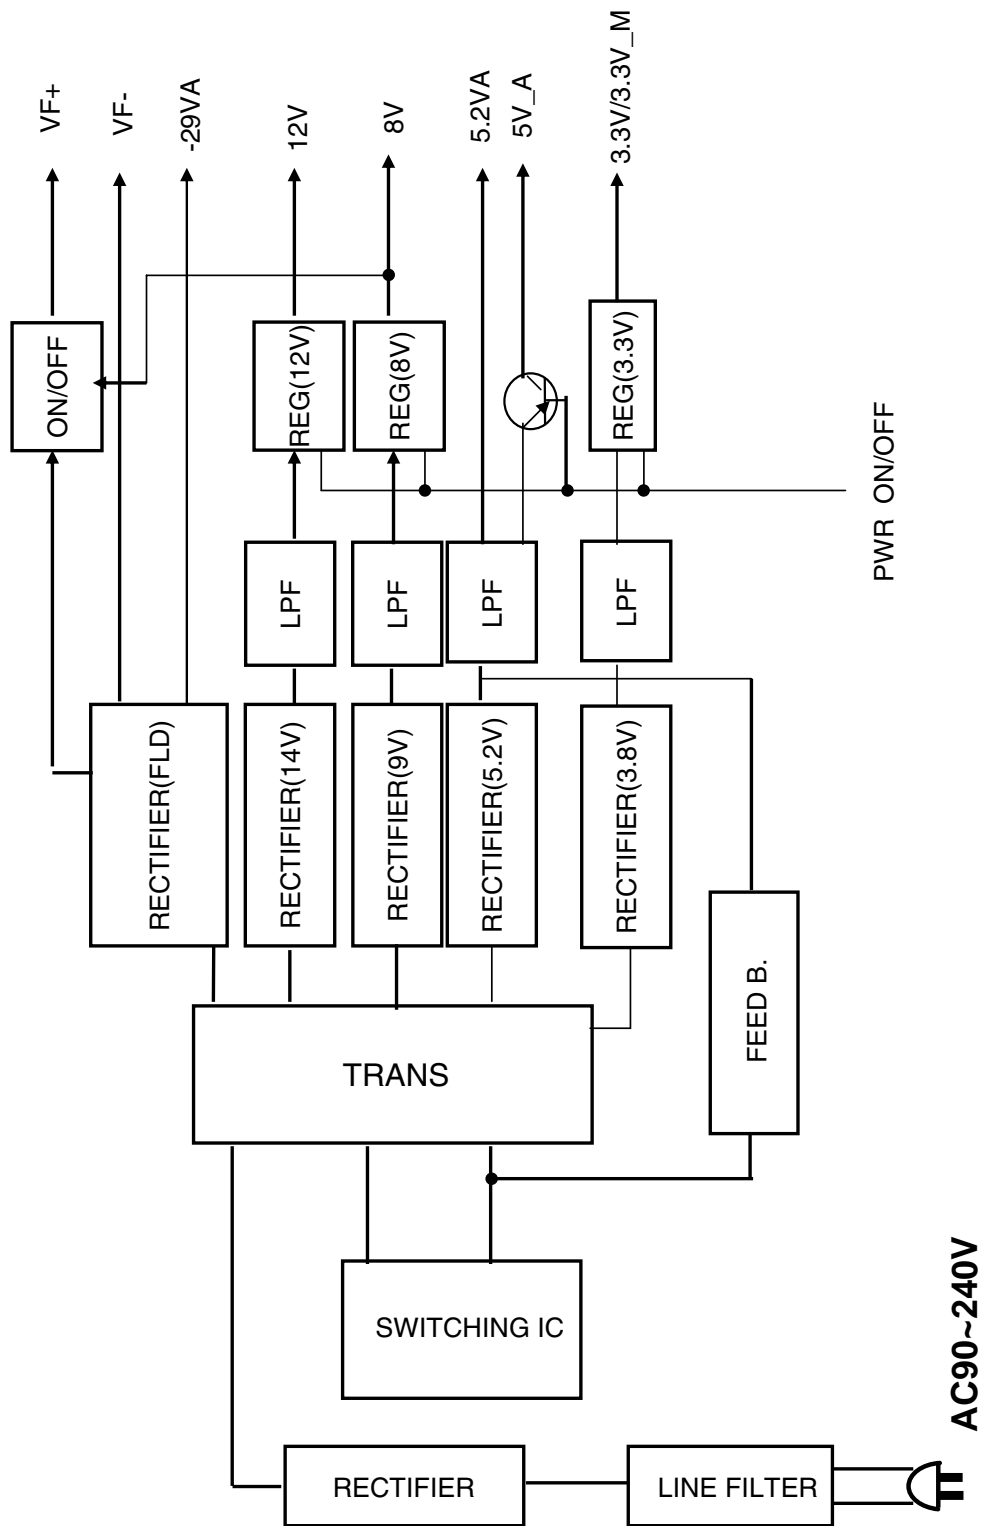 VF+
VF-
-29VA
12V
8V
5.2VA
5V_A
3.3V/3.3V_M
ON/OFF
REG(12V)
REG(8V)
REG(3.3V)
PWR ON/OFF
LPF
LPF
LPF
LPF
RECTIFIER(FLD)
RECTIFIER(14V)
RECTIFIER(9V)
RECTIFIER(5.2V)
RECTIFIER(3.8V)
FEED B.
TRANS
SWITCHING IC
RECTIFIER
LINE FILTER
AC90~240V